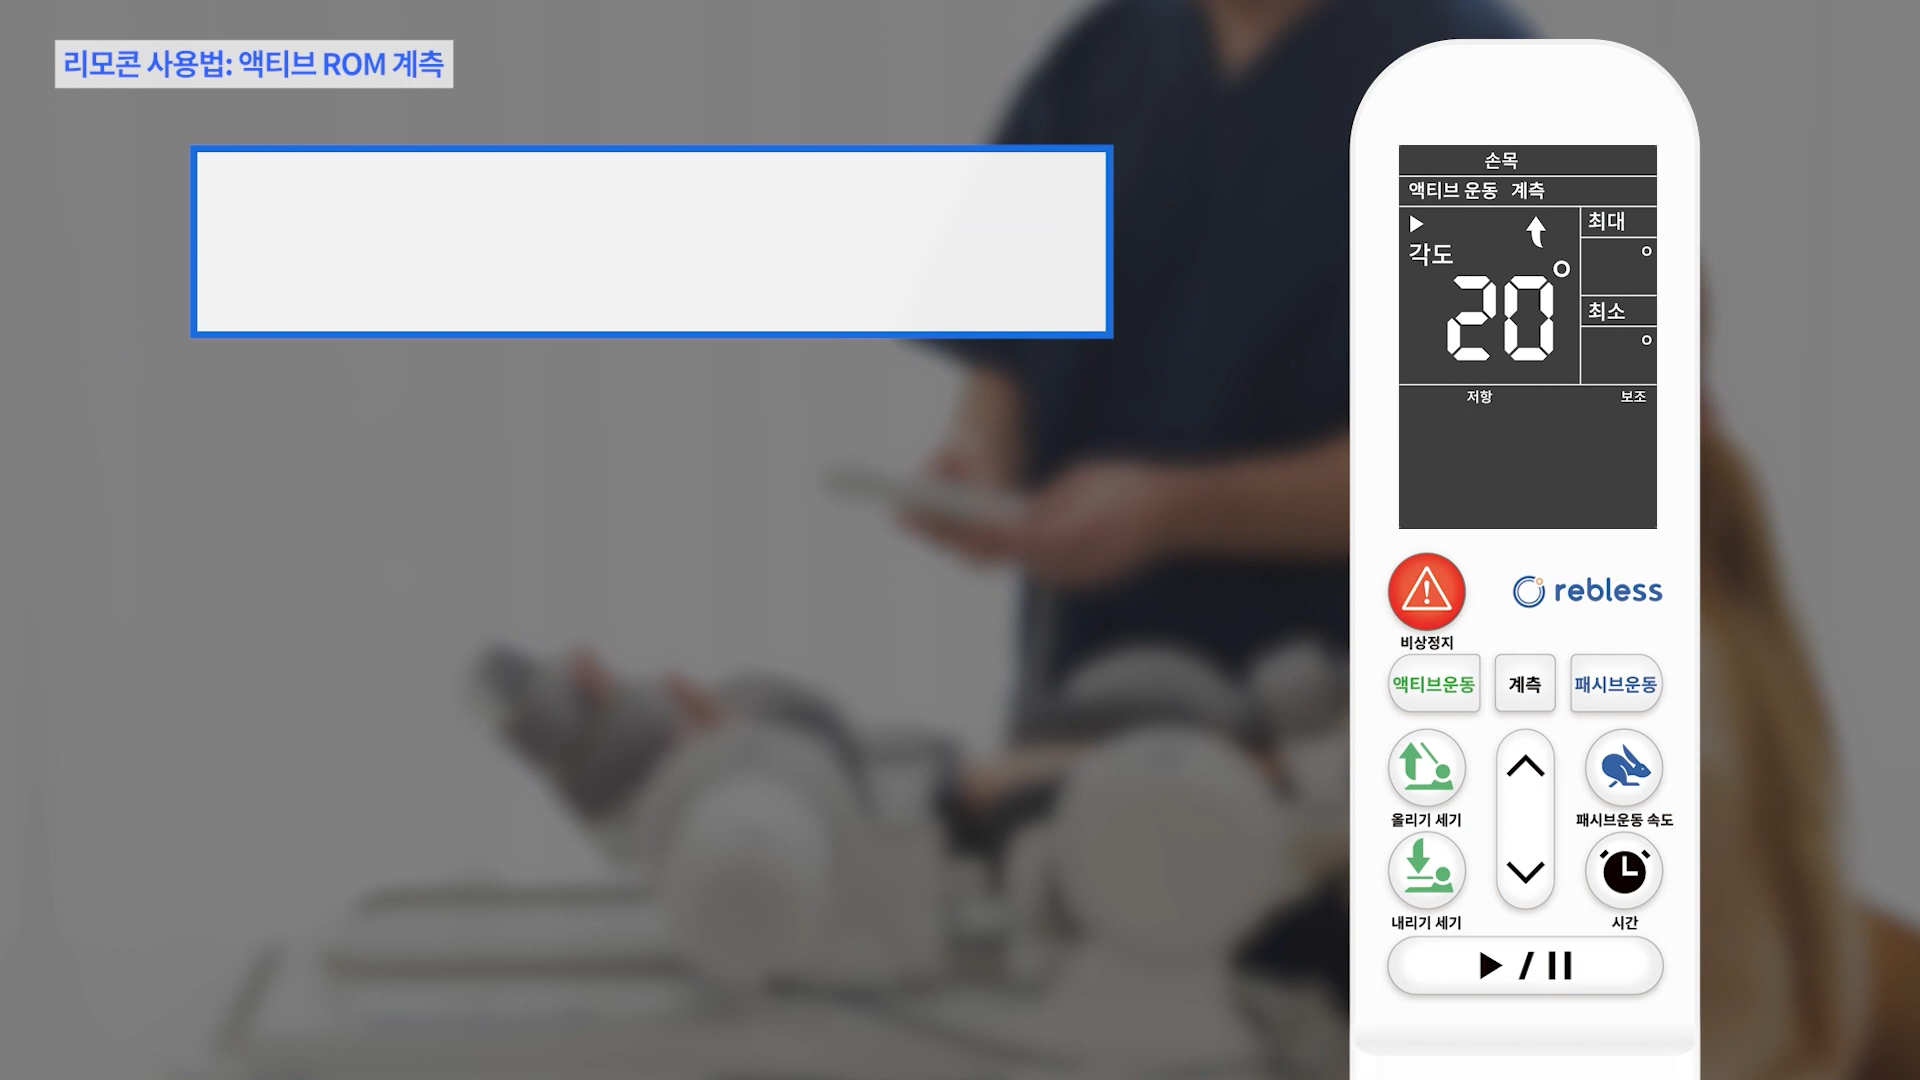 리모콘 사용법: 액티브 ROM 계측
손목
액티브 운동 계측
각도
20°
최대
°
최소
°
저항
보조
rebless
비상정지
액티브운동
계측
패시브운동
올리기 세기
패시브운동 속도
내리기 세기
시간